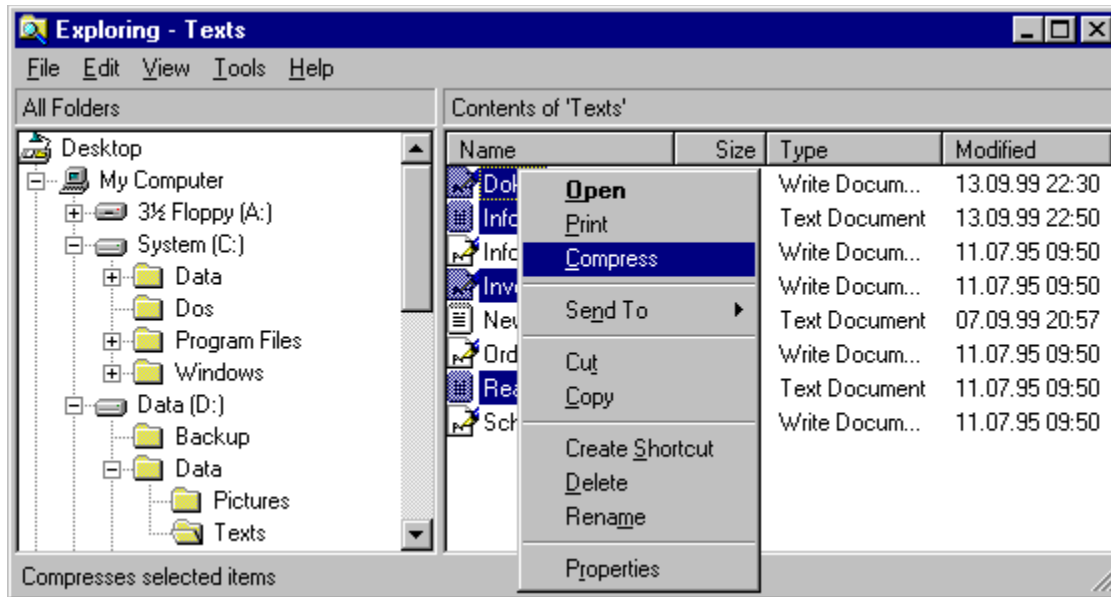 Exploring - Texts
File Edit View Tools Help
All Folders
Contents of 'Texts'
Desktop
My Computer
3½ Floppy (A:)
System (C:)
Data
Dos
Program Files
Windows
Data (D:)
Backup
Data
Pictures
Texts
Name Size Type Modified
Write Docum... 13.09.99 22:30
Text Document 13.09.99 22:50
Write Docum... 11.07.95 09:50
Write Docum... 11.07.95 09:50
Text Document 07.09.99 20:57
Write Docum... 11.07.95 09:50
Text Document 11.07.95 09:50
Write Docum... 11.07.95 09:50
Open
Print
Compress
Send To
Cut
Copy
Create Shortcut
Delete
Rename
Properties
Compresses selected items